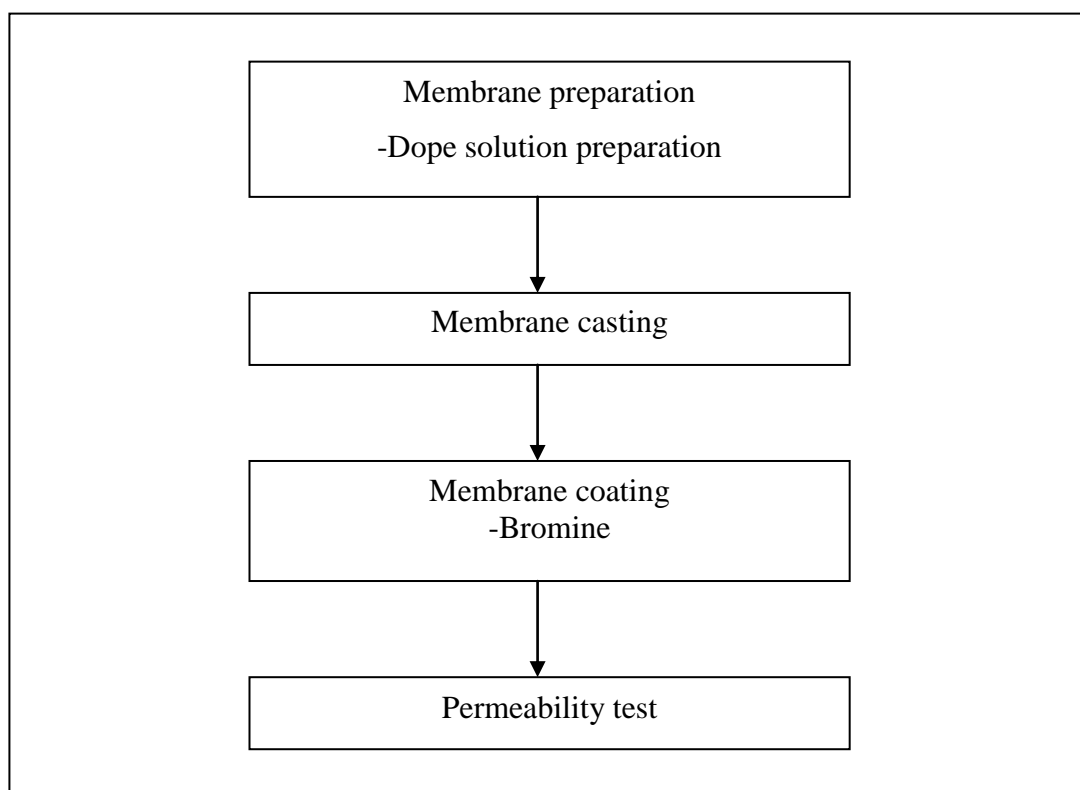 Membrane preparation
-Dope solution preparation
Membrane casting
Membrane coating
-Bromine
Permeability test